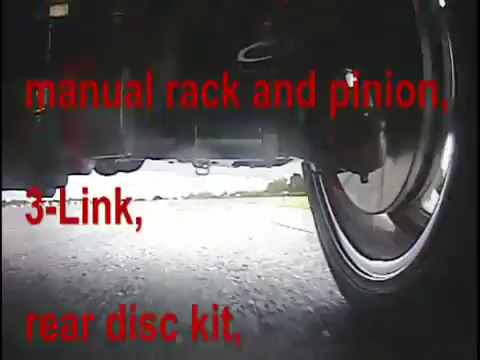 manual rack and pinion,
3-Link,
rear disc kit,